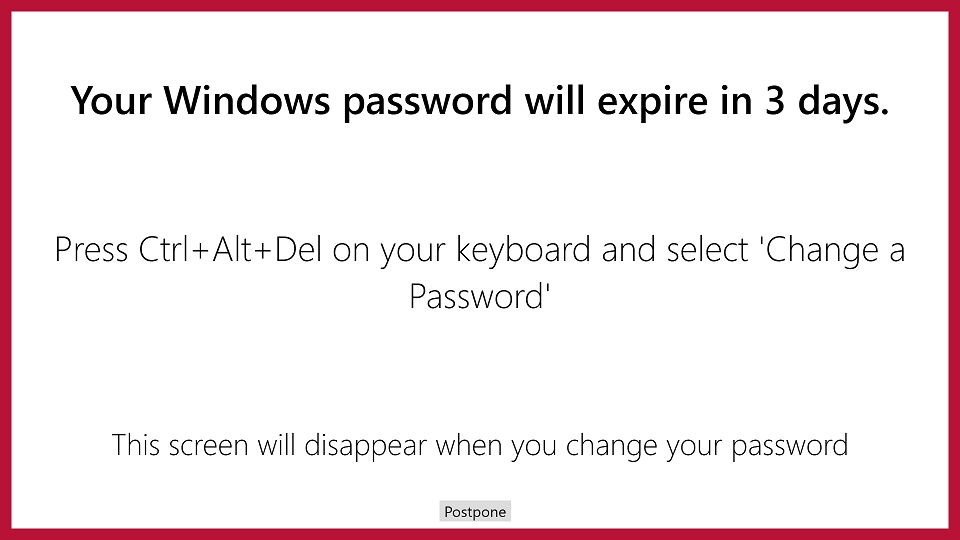 Your Windows password will expire in 3 days.
Press Ctrl+Alt+Del on your keyboard and select 'Change a
Password'
This screen will disappear when you change your password
Postpone